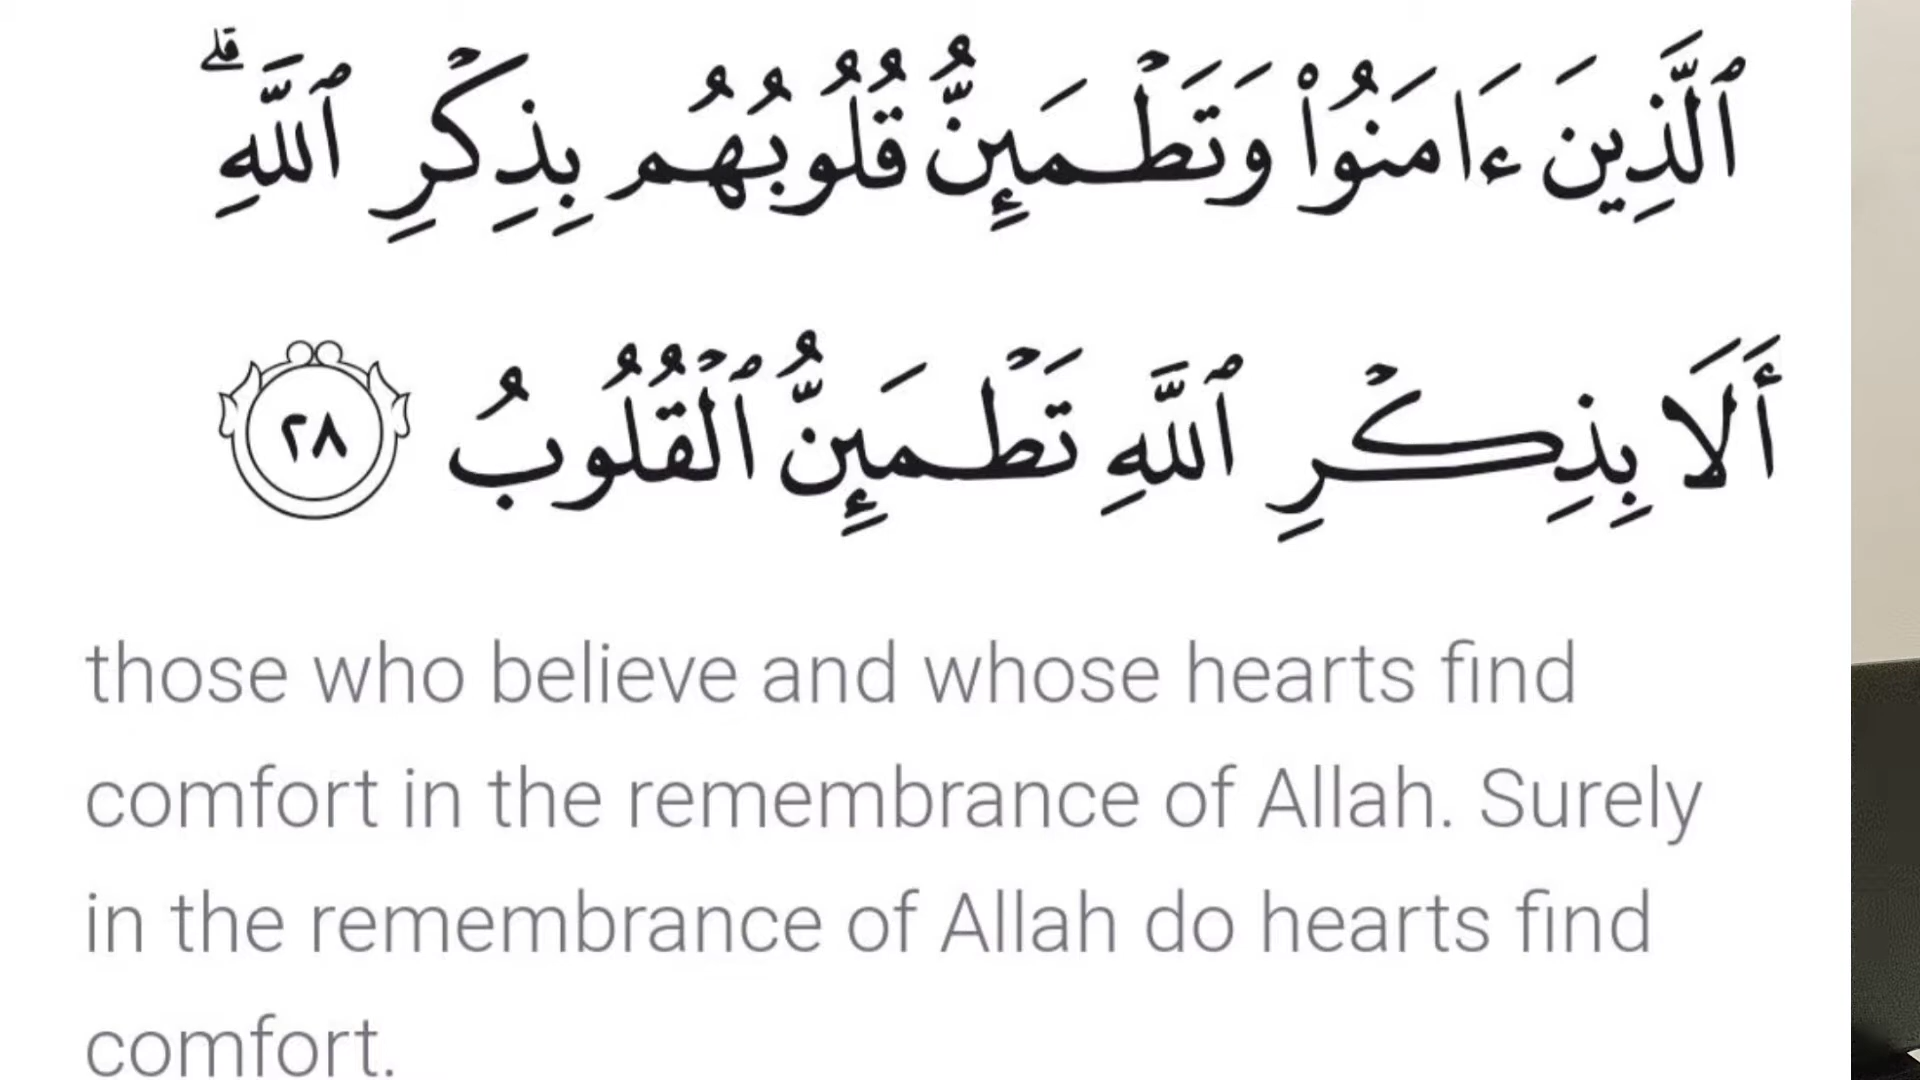 ٱلَّذِينَ ءَامَنُوا۟ وَتَطْمَئِنُّ قُلُوبُهُم بِذِكْرِ ٱللَّهِ ۗ
أَلَا بِذِكْرِ ٱللَّهِ تَطْمَئِنُّ ٱلْقُلُوبُ ٢٨
those who believe and whose hearts find
comfort in the remembrance of Allah. Surely
in the remembrance of Allah do hearts find
comfort.